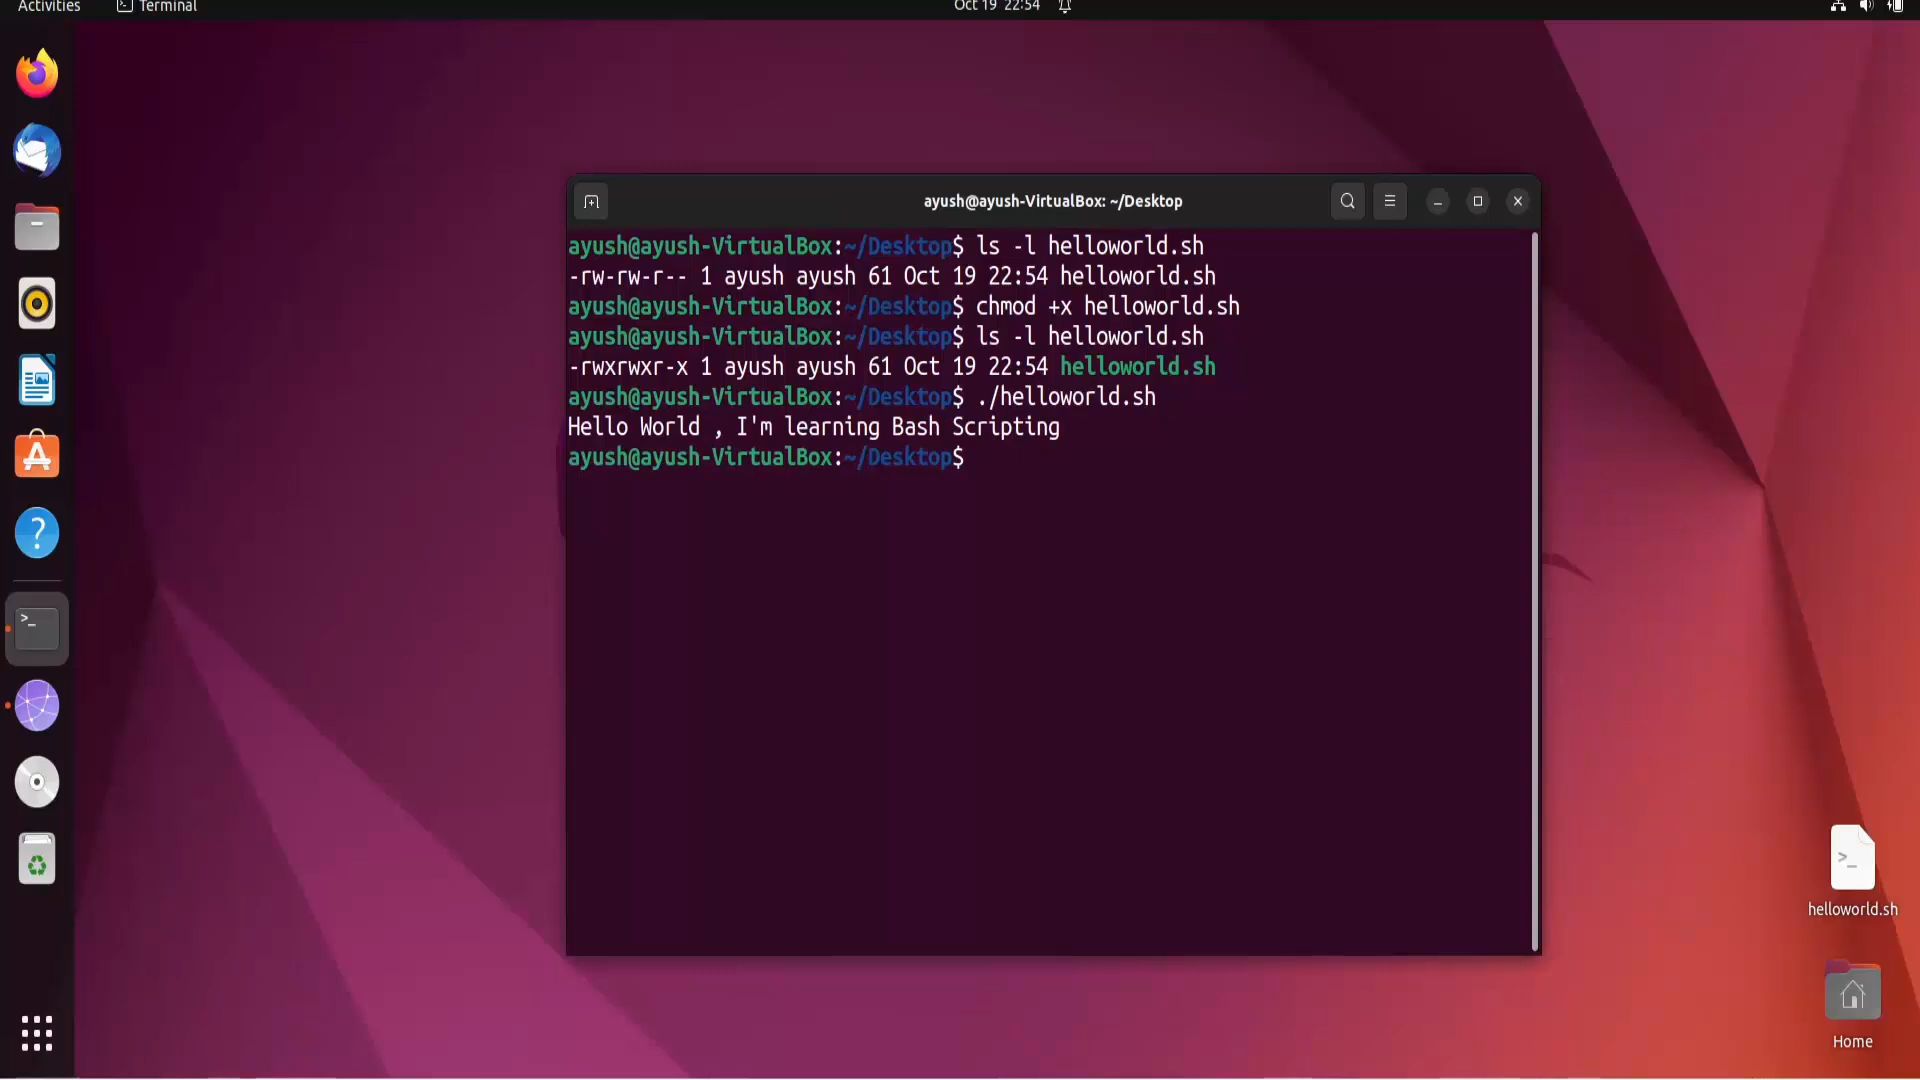 Activities Terminal Oct 19 22:54
ayush@ayush-VirtualBox: ~/Desktop
ayush@ayush-VirtualBox:~/Desktop$ ls -l helloworld.sh
-rw-rw-r-- 1 ayush ayush 61 Oct 19 22:54 helloworld.sh
ayush@ayush-VirtualBox:~/Desktop$ chmod +x helloworld.sh
ayush@ayush-VirtualBox:~/Desktop$ ls -l helloworld.sh
-rwxrwxr-x 1 ayush ayush 61 Oct 19 22:54 helloworld.sh
ayush@ayush-VirtualBox:~/Desktop$ ./helloworld.sh
Hello World , I'm learning Bash Scripting
ayush@ayush-VirtualBox:~/Desktop$
helloworld.sh
Home